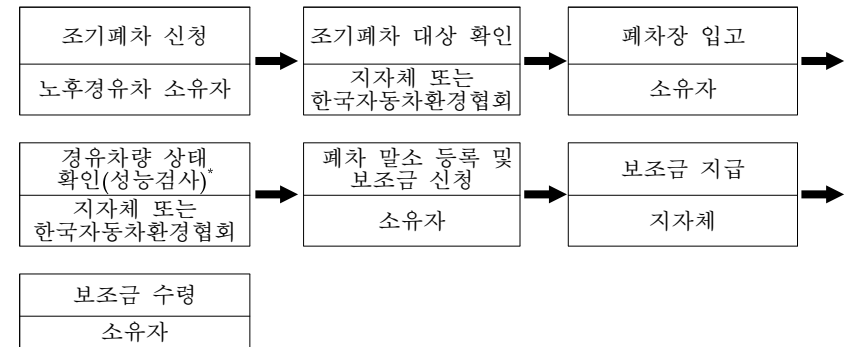 조기폐차 신청
노후경유차 소유자
조기폐차 대상 확인
지자체 또는
한국자동차환경협회
폐차장 입고
소유자
경유차량 상태
확인(성능검사)*
지자체 또는
한국자동차환경협회
폐차 말소 등록 및
보조금 신청
소유자
보조금 지급
지자체
보조금 수령
소유자